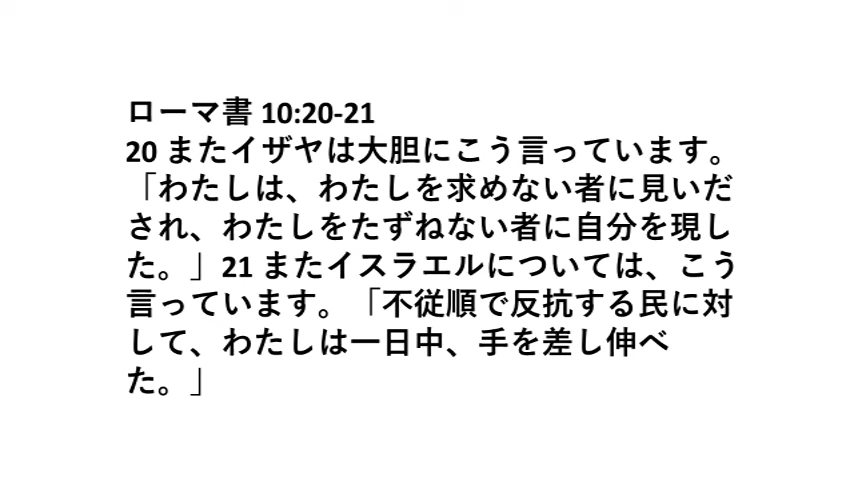 ローマ書 10:20-21
20 またイザヤは大胆にこう言っています。
「わたしは、わたしを求めない者に見いだ
され、わたしをたずねない者に自分を現し
た。」21 またイスラエルについては、こう
言っています。「不従順で反抗する民に対
して、わたしは一日中、手を差し伸べ
た。」